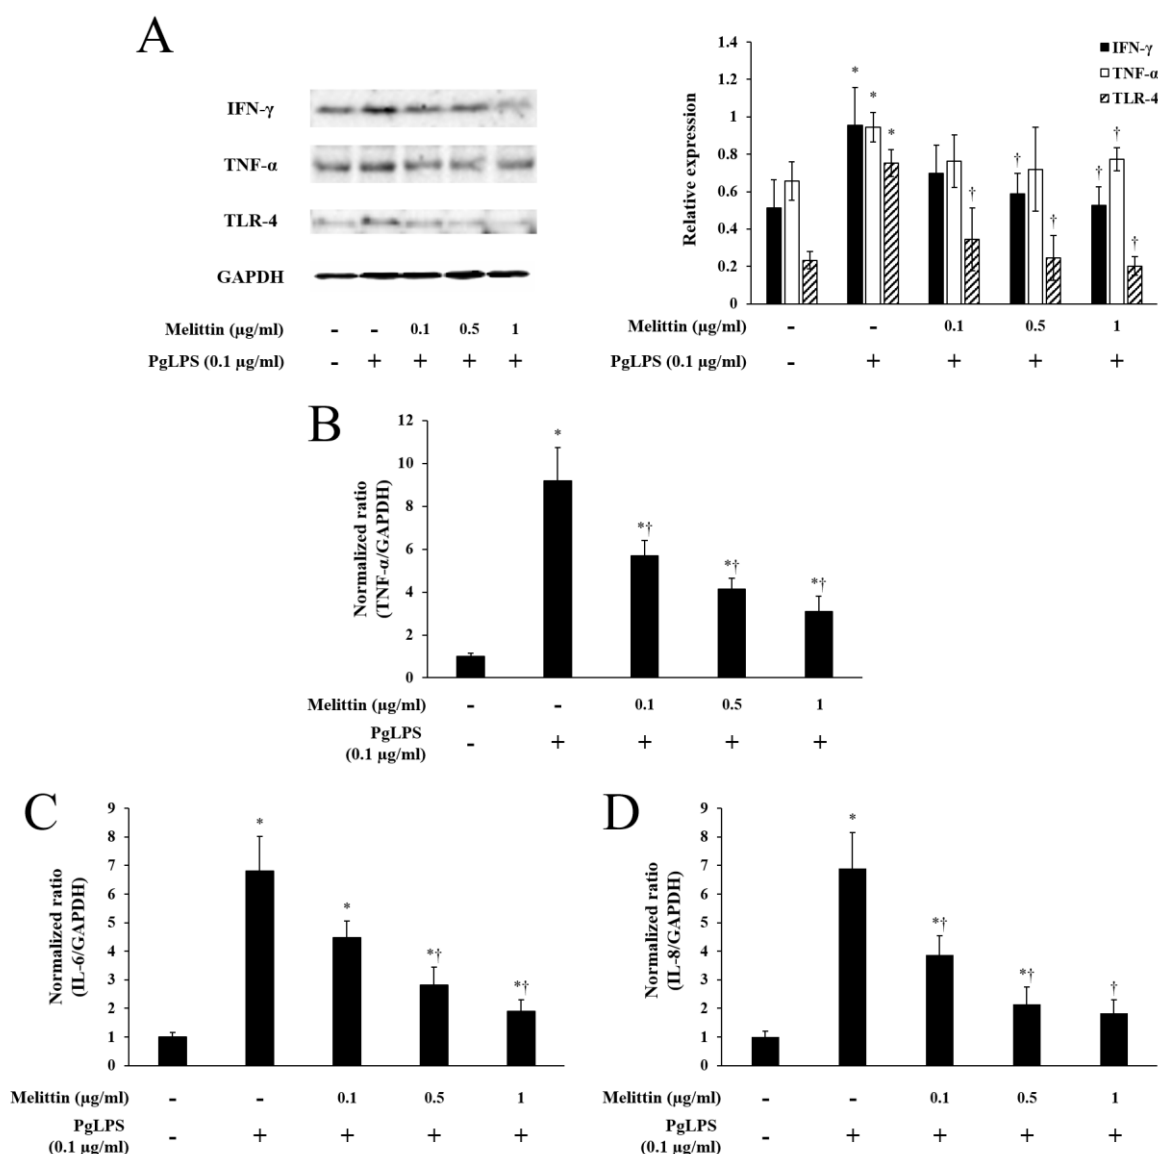 A
IFN-γ
TNF-α
TLR-4
GAPDH
Melittin (μg/ml) - - 0.1 0.5 1
PgLPS (0.1 μg/ml) - + + + +
Relative expression
1.4
1.2
1
0.8
0.6
0.4
0.2
0
IFN-γ
TNF-α
TLR-4
* * *
†
† †
† † †
Melittin (μg/ml) - - 0.1 0.5 1
PgLPS (0.1 μg/ml) - + + + +
B
Normalized ratio
(TNF-α/GAPDH)
12
10
8
6
4
2
0
* *† *† *†
Melittin (μg/ml) - - 0.1 0.5 1
PgLPS
(0.1 μg/ml) - + + + +
C
Normalized ratio
(IL-6/GAPDH)
9
8
7
6
5
4
3
2
1
0
* * *† *†
Melittin (μg/ml) - - 0.1 0.5 1
PgLPS
(0.1 μg/ml) - + + + +
D
Normalized ratio
(IL-8/GAPDH)
9
8
7
6
5
4
3
2
1
0
* *† *† †
Melittin (μg/ml) - - 0.1 0.5 1
PgLPS
(0.1 μg/ml) - + + + +